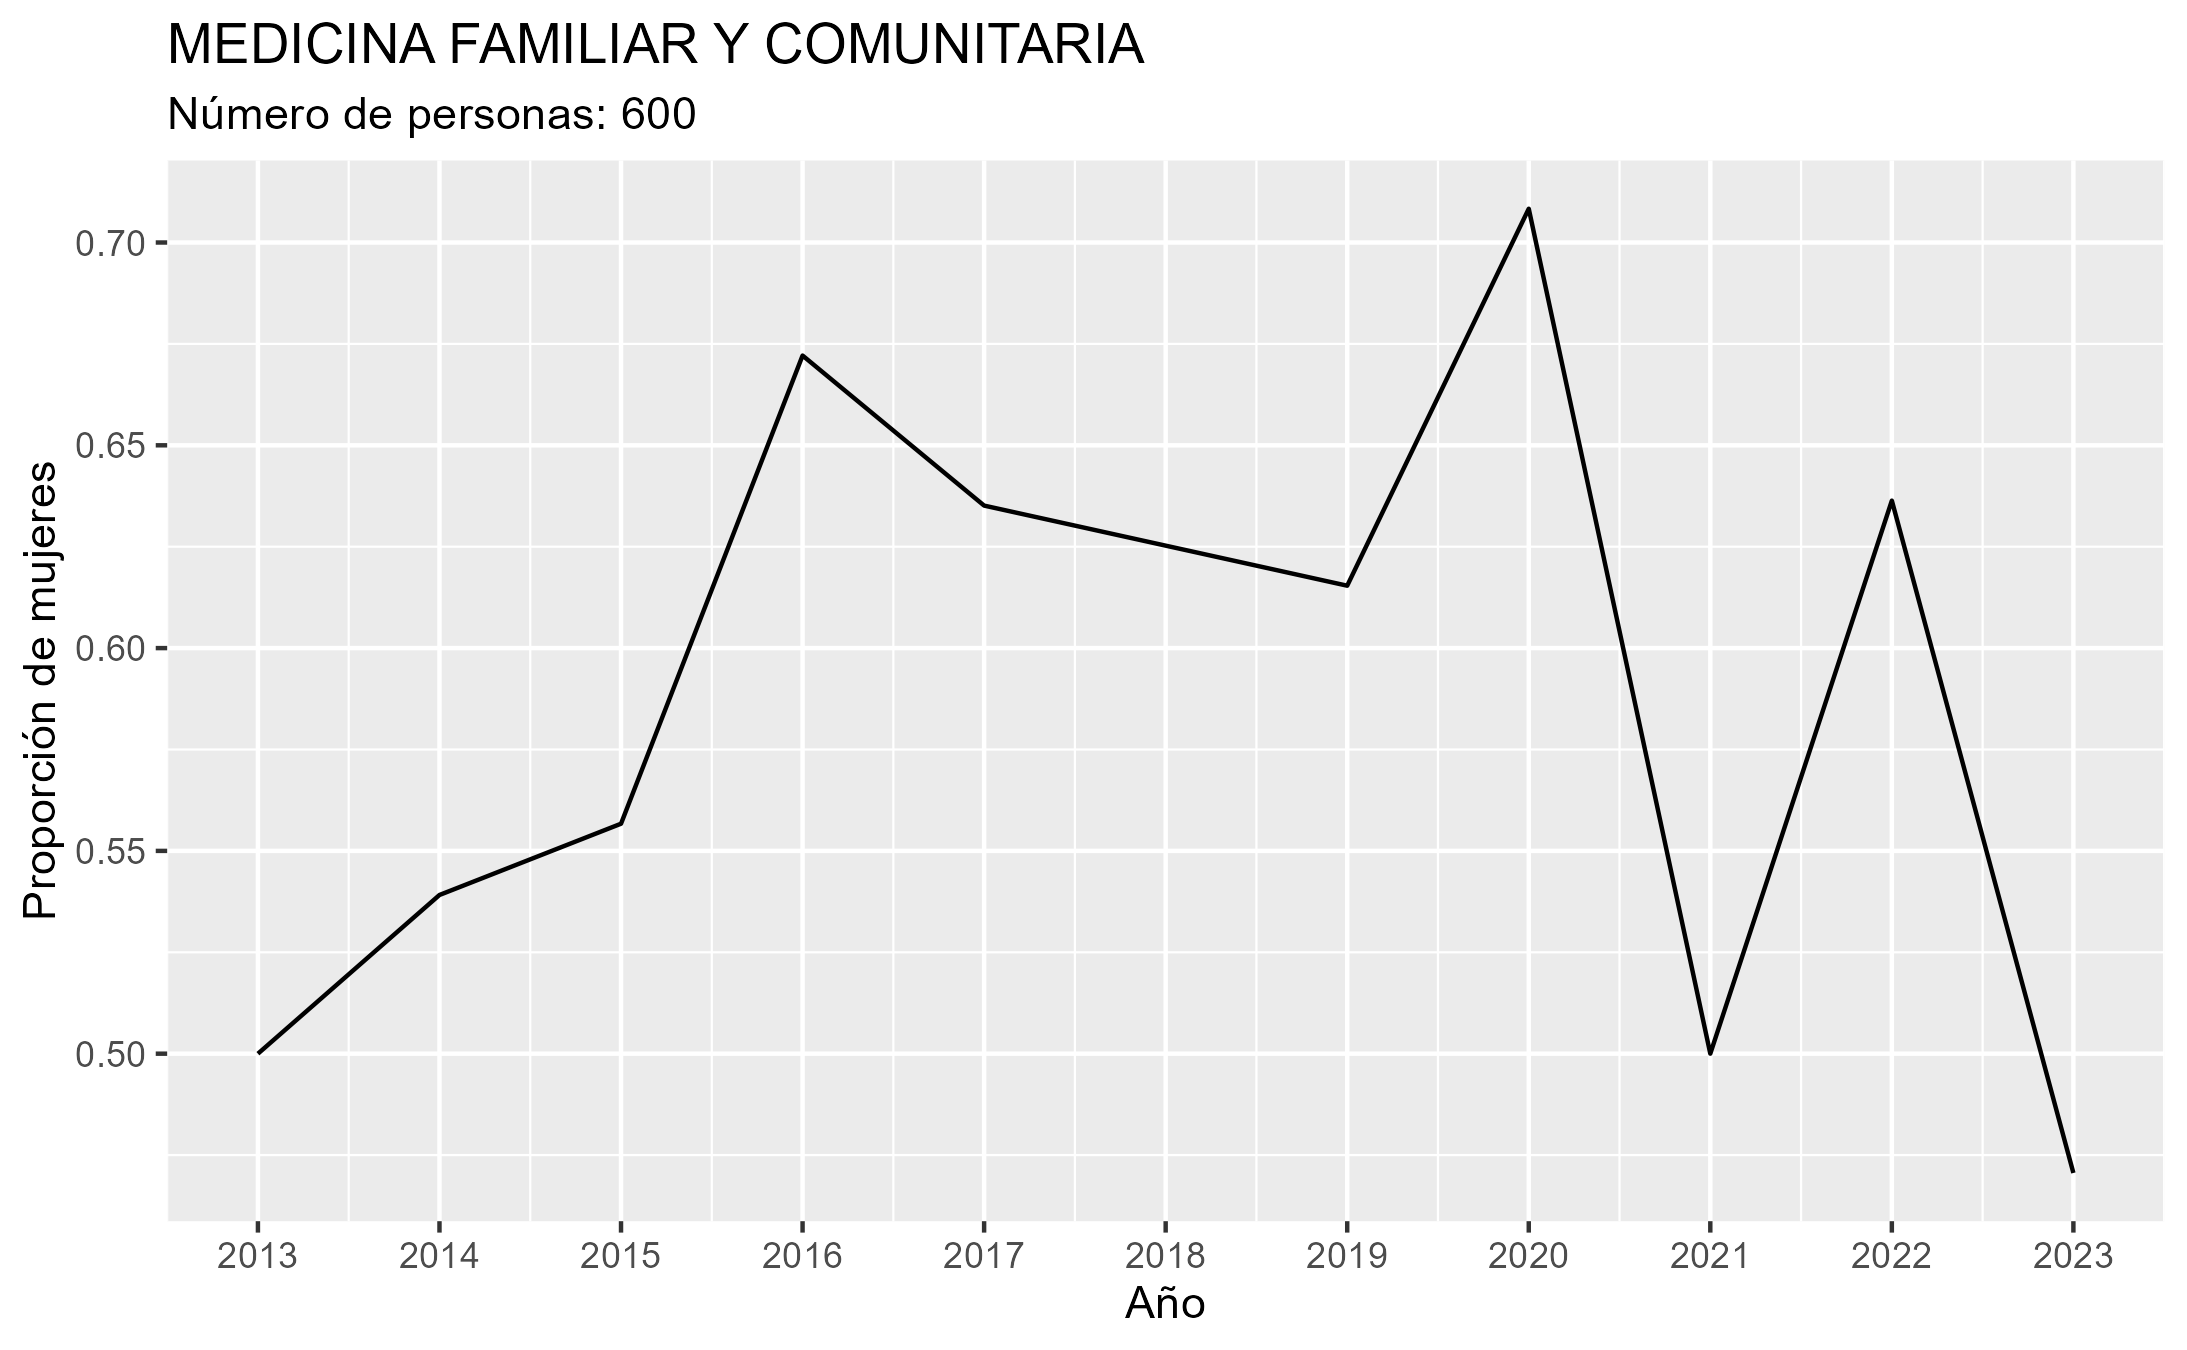 MEDICINA FAMILIAR Y COMUNITARIA
Número de personas: 600
Proporción de mujeres
0.70
0.65
0.60
0.55
0.50
2013 2014 2015 2016 2017 2018 2019 2020 2021 2022 2023
Año